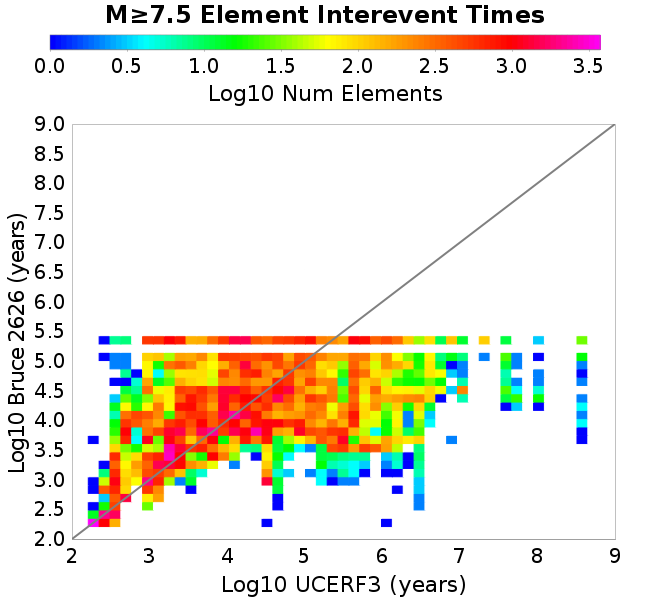 M≥7.5 Element Interevent Times
0.0 0.5 1.0 1.5 2.0 2.5 3.0 3.5
Log10 Num Elements
Log10 Bruce 2626 (years)
9.0
8.5
8.0
7.5
7.0
6.5
6.0
5.5
5.0
4.5
4.0
3.5
3.0
2.5
2.0
2 3 4 5 6 7 8 9
Log10 UCERF3 (years)